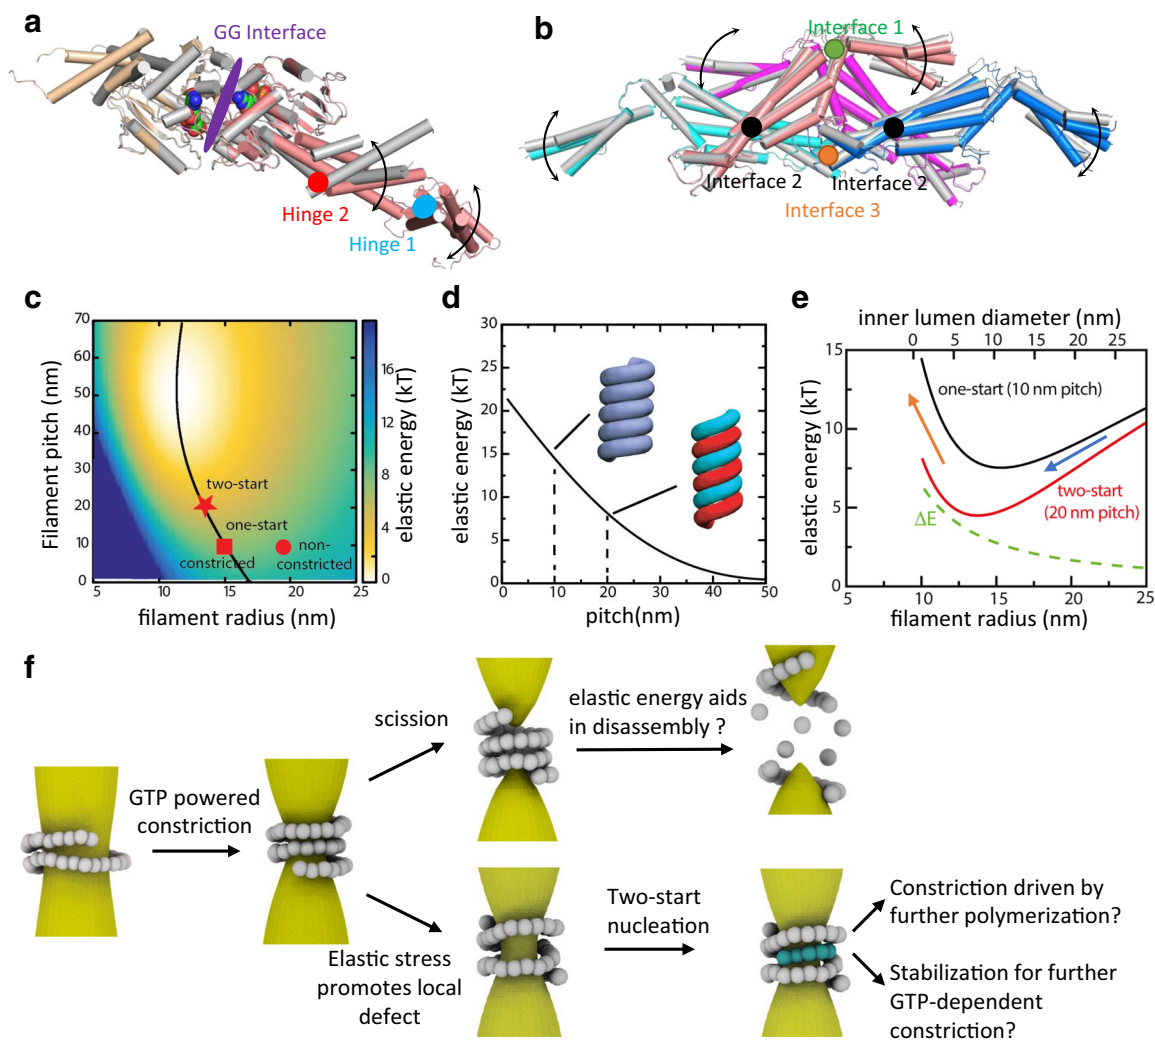 a
GG Interface
Hinge 2
Hinge 1
b
Interface 1
Interface 2
Interface 2
Interface 3
c
Filament pitch (nm)
70
60
50
40
30
20
10
0
two-start
one-start
constricted
non-
constricted
5
10
15
20
25
filament radius (nm)
16
12
8
4
0
elastic energy (kT)
d
elastic energy (kT)
30
25
20
15
10
5
0
0
10
20
30
40
50
pitch(nm)
e
inner lumen diameter (nm)
0
5
10
15
20
25
elastic energy (kT)
15
10
5
0
one-start (10 nm pitch)
two-start
(20 nm pitch)
ΔE
5
10
15
20
25
filament radius (nm)
f
GTP powered
constriction
scission
elastic energy aids
in disassembly ?
Elastic stress
promotes local
defect
Two-start
nucleation
Constriction driven by
further polymerization?
Stabilization for further
GTP-dependent
constriction?